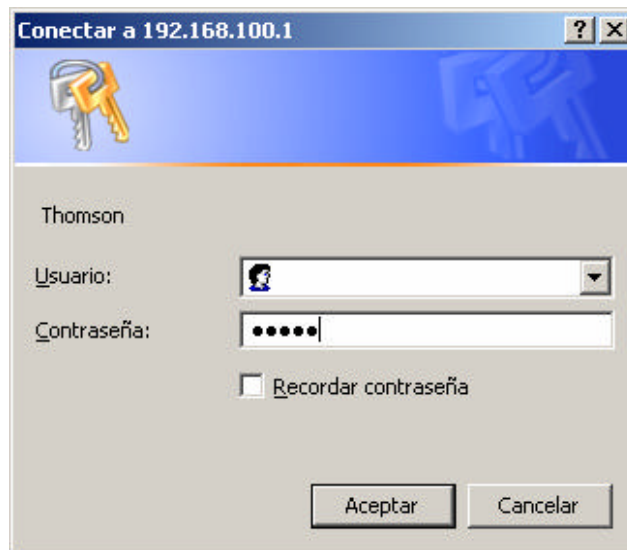 Conectar a 192.168.100.1
Thomson
Usuario:
Contraseña:
•••••
Recordar contraseña
Aceptar Cancelar